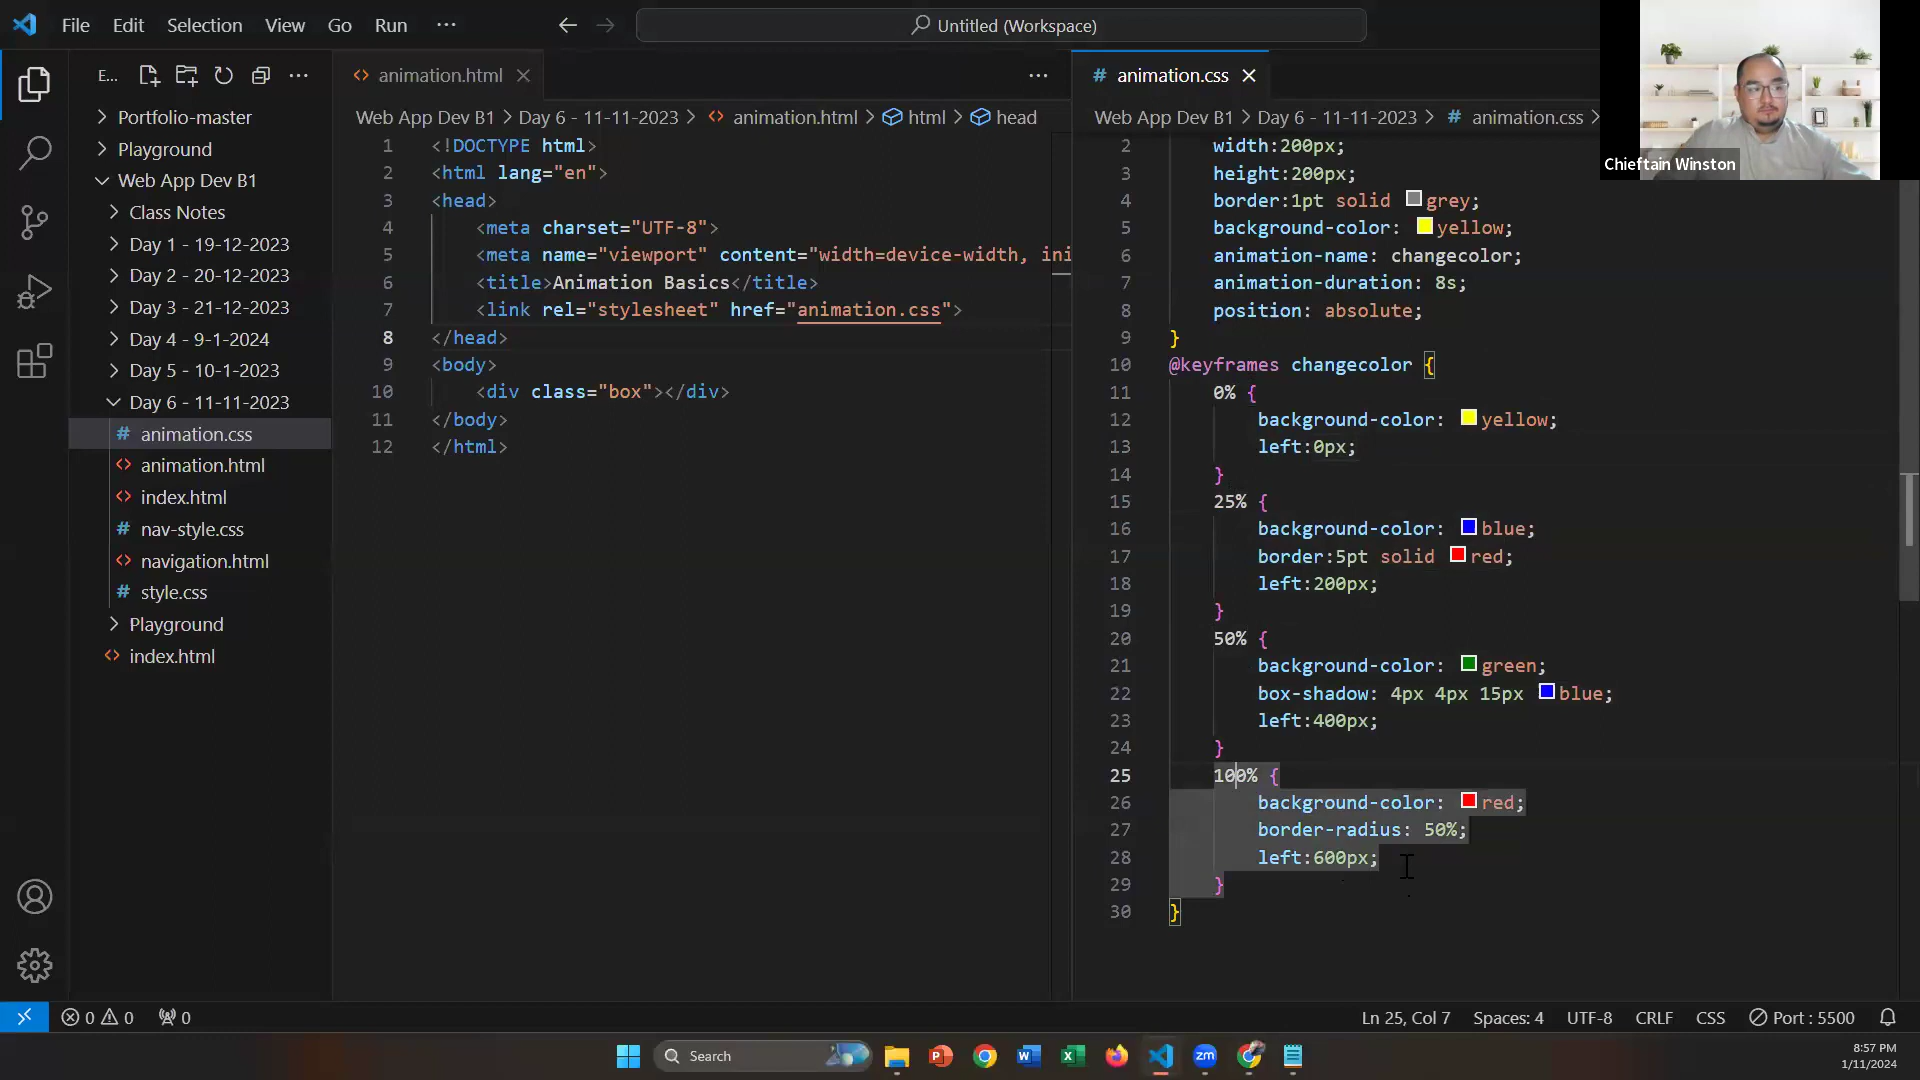 File Edit Selection View Go Run ··· Untitled (Workspace)
E... ···
Portfolio-master
Playground
Web App Dev B1
Class Notes
Day 1 - 19-12-2023
Day 2 - 20-12-2023
Day 3 - 21-12-2023
Day 4 - 9-1-2024
Day 5 - 10-1-2023
Day 6 - 11-11-2023
# animation.css
<> animation.html
<> index.html
# nav-style.css
<> navigation.html
# style.css
Playground
<> index.html
<> animation.html
Web App Dev B1 > Day 6 - 11-11-2023 > <> animation.html > html > head
1 <!DOCTYPE html>
2 <html lang="en">
3 <head>
4 <meta charset="UTF-8">
5 <meta name="viewport" content="width=device-width, ini
6 <title>Animation Basics</title>
7 <link rel="stylesheet" href="animation.css">
8 </head>
9 <body>
10 <div class="box"></div>
11 </body>
12 </html>
# animation.css
Web App Dev B1 > Day 6 - 11-11-2023 > # animation.css >
2 width:200px;
3 height:200px;
4 border:1pt solid grey;
5 background-color: yellow;
6 animation-name: changecolor;
7 animation-duration: 8s;
8 position: absolute;
9 }
10 @keyframes changecolor {
11 0% {
12 background-color: yellow;
13 left:0px;
14 }
15 25% {
16 background-color: blue;
17 border:5pt solid red;
18 left:200px;
19 }
20 50% {
21 background-color: green;
22 box-shadow: 4px 4px 15px blue;
23 left:400px;
24 }
25 100% {
26 background-color: red;
27 border-radius: 50%;
28 left:600px;
29 }
30 }
Chieftain Winston
0 0 0 Ln 25, Col 7 Spaces: 4 UTF-8 CRLF CSS Port : 5500
Search
P W X zm
8:57 PM
1/11/2024